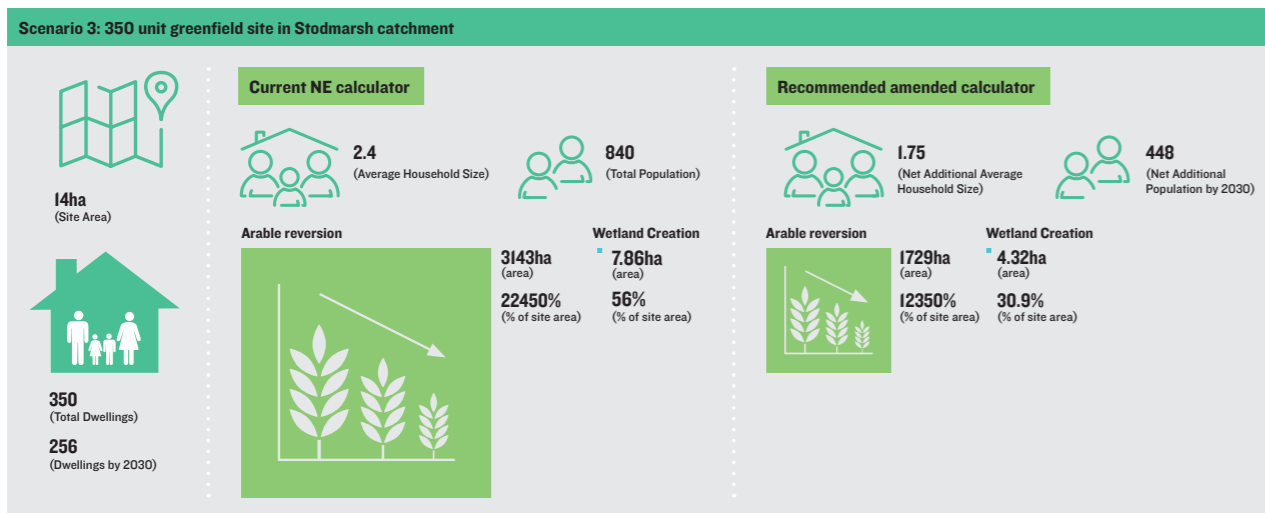 Scenario 3: 350 unit greenfield site in Stodmarsh catchment
14ha
(Site Area)
350
(Total Dwellings)
256
(Dwellings by 2030)
Current NE calculator
2.4
(Average Household Size)
840
(Total Population)
Arable reversion
3143ha
(area)
22450%
(% of site area)
Wetland Creation
7.86ha
(area)
56%
(% of site area)
Recommended amended calculator
1.75
(Net Additional Average
Household Size)
448
(Net Additional
Population by 2030)
Arable reversion
1729ha
(area)
12350%
(% of site area)
Wetland Creation
4.32ha
(area)
30.9%
(% of site area)